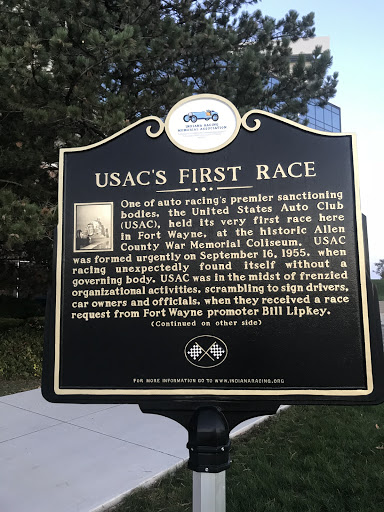 INDIANA RACING
MEMORIAL ASSOCIATION
USAC'S FIRST RACE
One of auto racing's premier sanctioning
bodies, the United States Auto Club
(USAC), held its very first race here
in Fort Wayne, at the historic Allen
County War Memorial Coliseum. USAC
was formed urgently on September 16, 1955, when
racing unexpectedly found itself without a
governing body. USAC was in the midst of frenzied
organizational activities, scrambling to sign drivers,
car owners and officials, when they received a race
request from Fort Wayne promoter Bill Lipkey.
(Continued on other side)
FOR MORE INFORMATION GO TO WWW.INDIANARACING.ORG